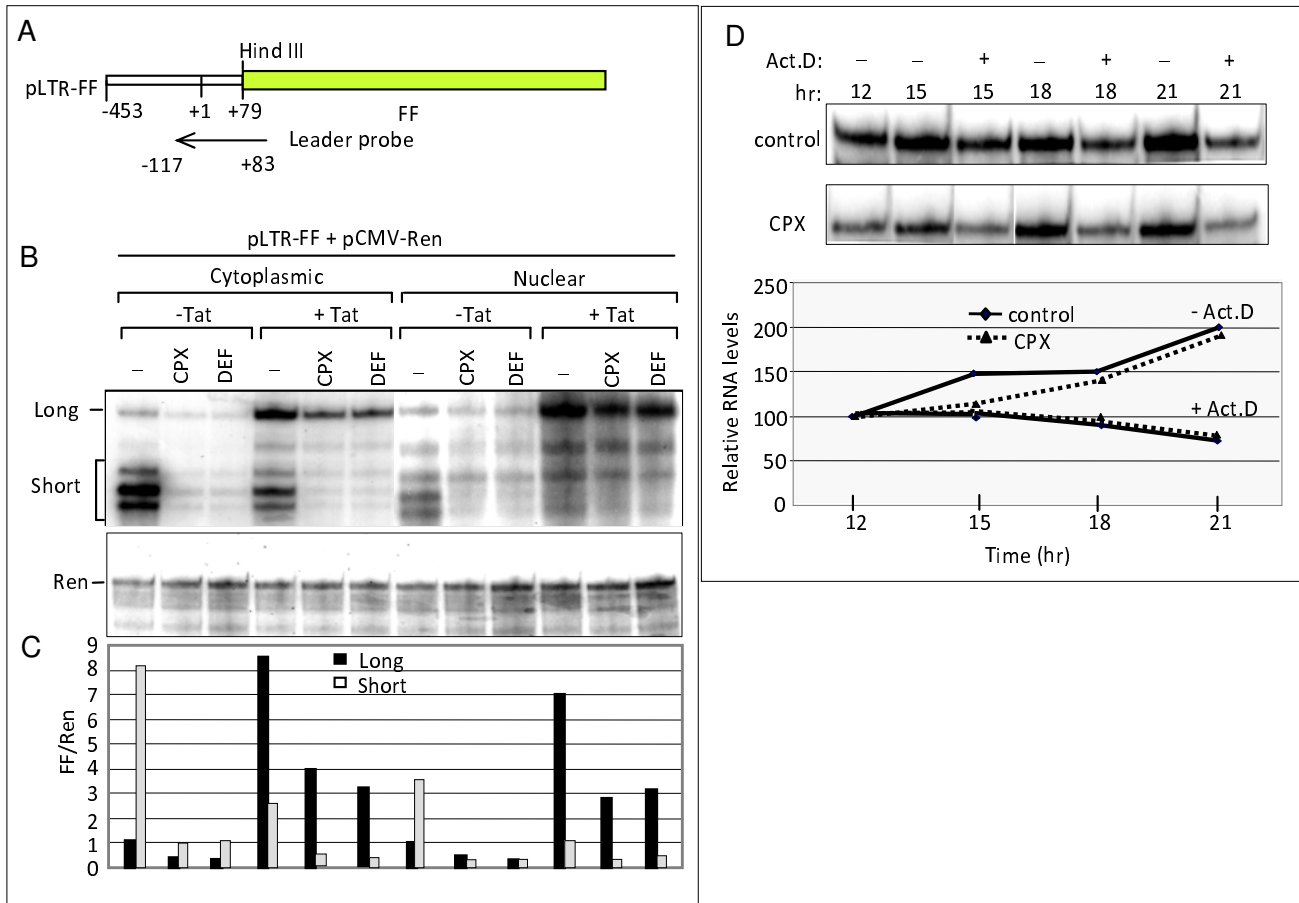 A
Hind III
pLTR-FF
-453
+1
+79
FF
Leader probe
-117
+83
B
pLTR-FF + pCMV-Ren
Cytoplasmic
Nuclear
-Tat
+ Tat
-Tat
+ Tat
– CPX DEF – CPX DEF – CPX DEF – CPX DEF
Long
Short
Ren
C
9
8
7
6
5
4
3
2
1
0
FF/Ren
Long
Short
D
Act.D: – – + – + – +
hr: 12 15 15 18 18 21 21
control
CPX
250
200
150
100
50
0
Relative RNA levels
control
CPX
- Act.D
+ Act.D
12 15 18 21
Time (hr)